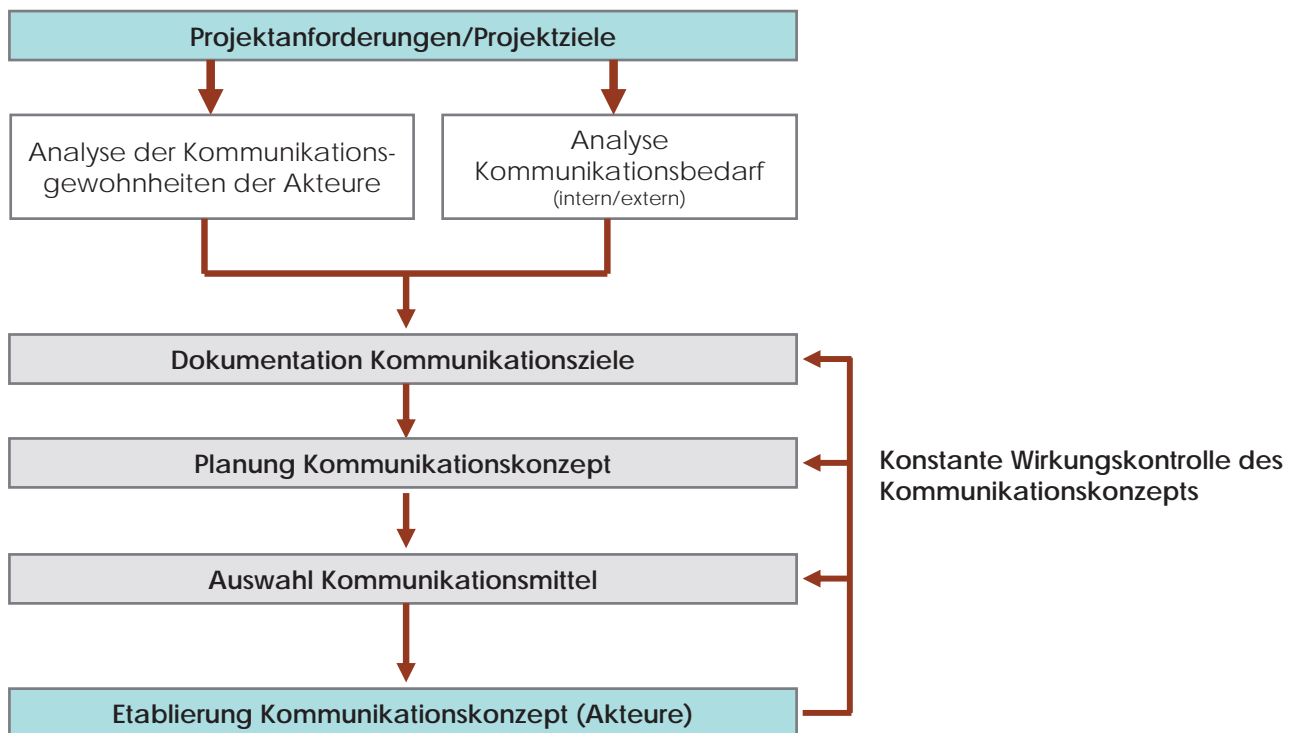 Projektanforderungen/Projektziele
Analyse der Kommunikations-
gewohnheiten der Akteure
Analyse
Kommunikationsbedarf
(intern/extern)
Dokumentation Kommunikationsziele
Planung Kommunikationskonzept
Auswahl Kommunikationsmittel
Etablierung Kommunikationskonzept (Akteure)
Konstante Wirkungskontrolle des
Kommunikationskonzepts